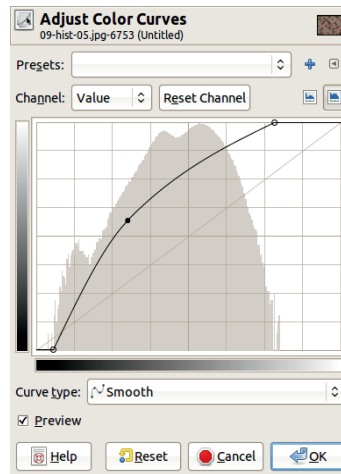 Adjust Color Curves
09-hist-05.jpg-6753 (Untitled)
Presets:
Channel: Value Reset Channel
Curve type: Smooth
Preview
Help Reset Cancel OK